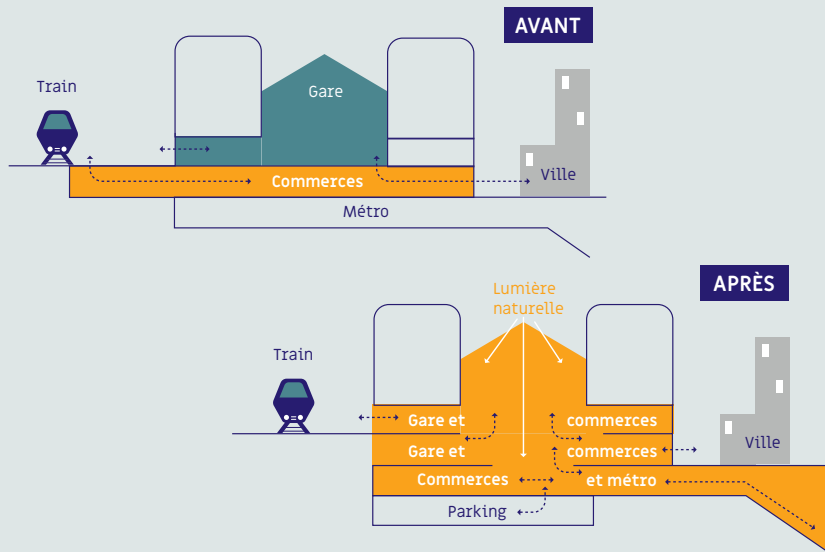 AVANT
Train
Gare
Commerces
Ville
Métro
APRÈS
Lumière
naturelle
Train
Gare et commerces
Gare et commerces
Ville
Commerces et métro
Parking